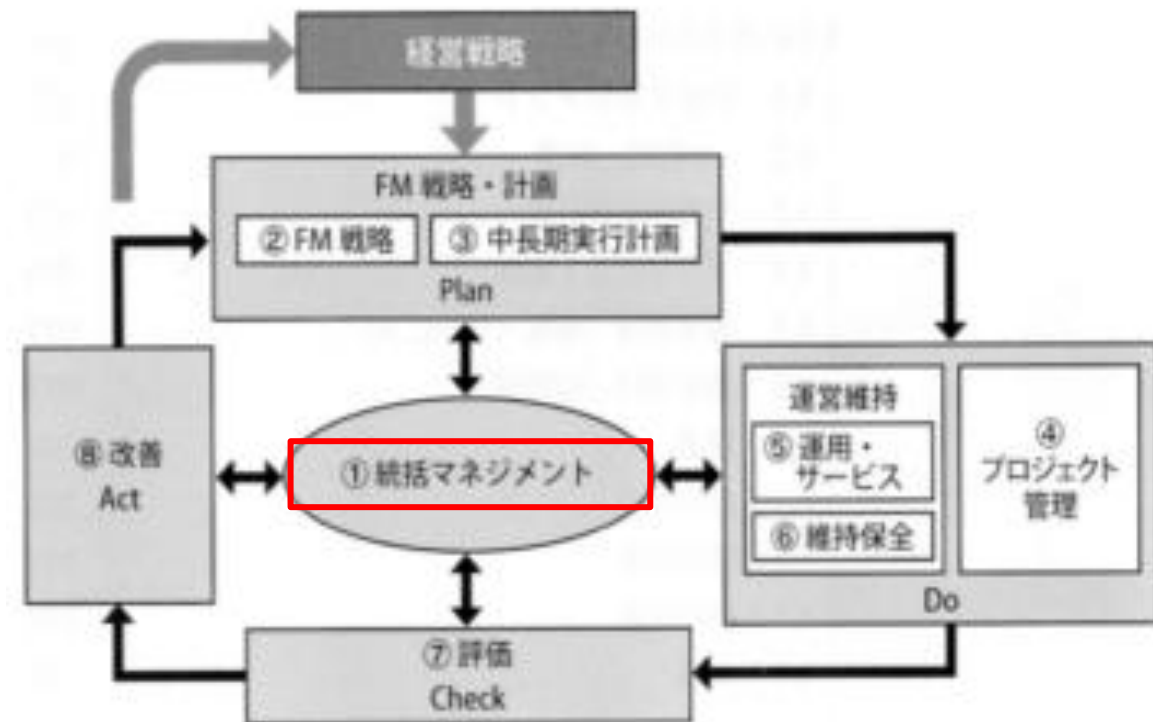 経営戦略
FM 戦略・計画
② FM 戦略
③ 中長期実行計画
Plan
運営維持
⑤ 運用・
サービス
⑥ 維持保全
④
プロジェクト
管理
Do
⑧ 改善
Act
① 統括マネジメント
⑦ 評価
Check